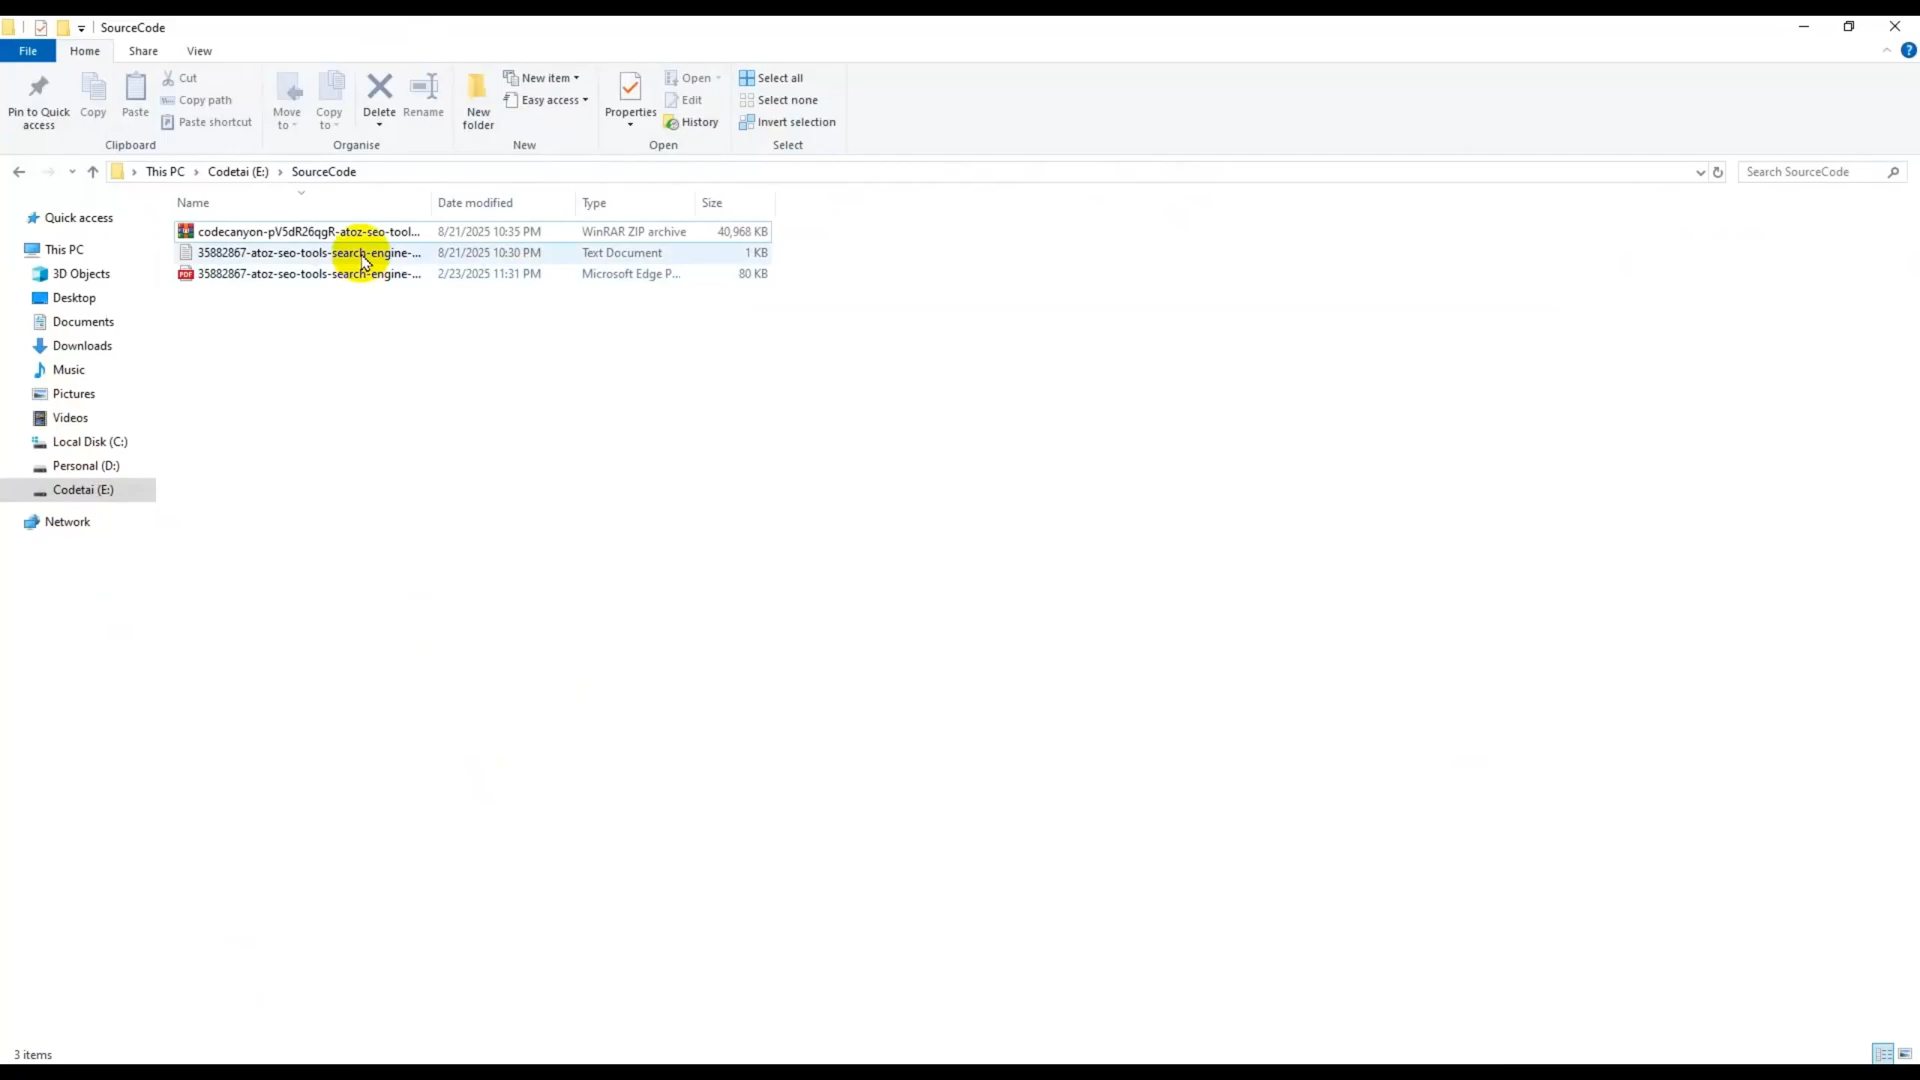 SourceCode
File Home Share View
Pin to Quick access
Copy
Paste
Cut
Copy path
Paste shortcut
Clipboard
Move to
Copy to
Delete
Rename
Organise
New folder
New item
Easy access
New
Properties
Open
Edit
History
Open
Select all
Select none
Invert selection
Select
This PC › Codetai (E:) › SourceCode
Search SourceCode
Name Date modified Type Size
codecanyon-pV5dR26qgR-atoz-seo-tool... 8/21/2025 10:35 PM WinRAR ZIP archive 40,968 KB
35882867-atoz-seo-tools-search-engine-... 8/21/2025 10:30 PM Text Document 1 KB
35882867-atoz-seo-tools-search-engine-... 2/23/2025 11:31 PM Microsoft Edge P... 80 KB
Quick access
This PC
3D Objects
Desktop
Documents
Downloads
Music
Pictures
Videos
Local Disk (C:)
Personal (D:)
Codetai (E:)
Network
3 items